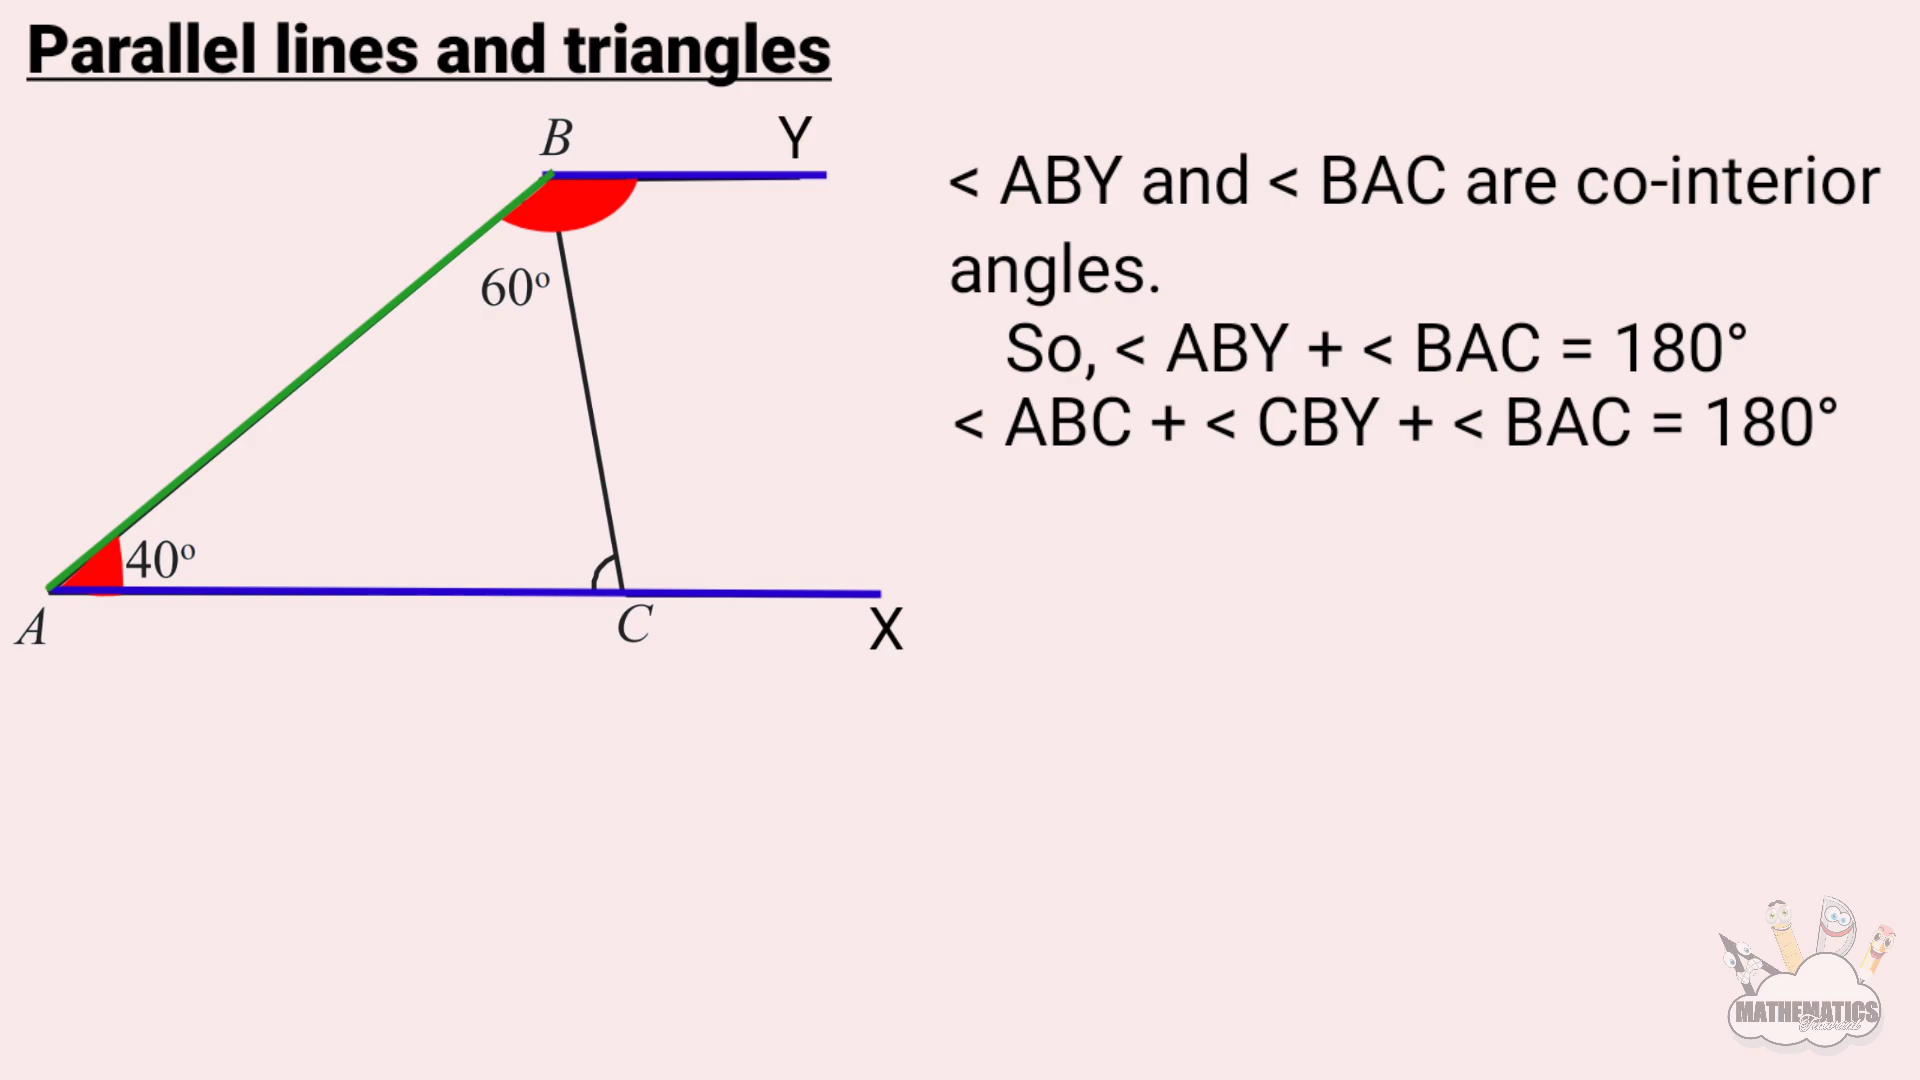 Parallel lines and triangles
B
Y
< ABY and < BAC are co-interior
angles.
60º
So, < ABY + < BAC = 180°
< ABC + < CBY + < BAC = 180°
40º
A
C
X
MATHEMATICS
Tutorial